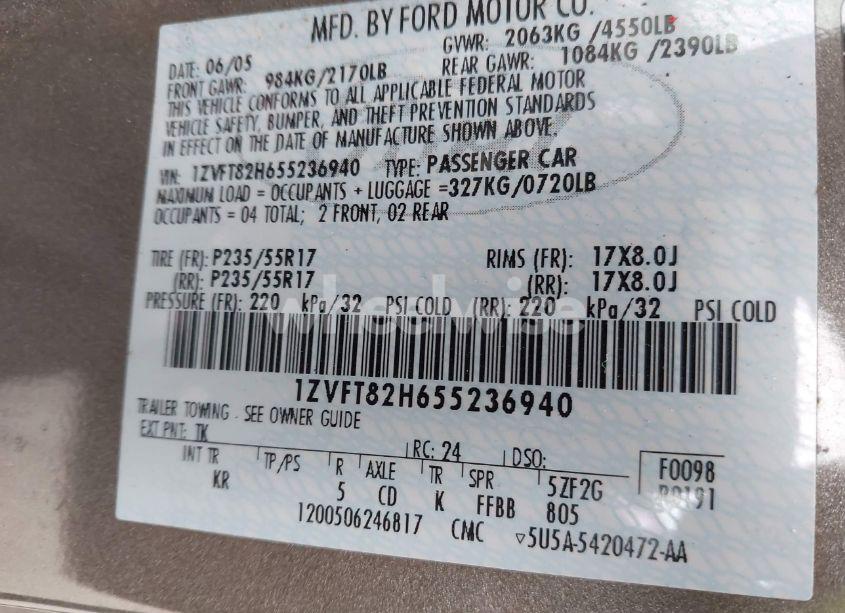 MFD. BY FORD MOTOR CO.
DATE: 06/05 GVWR: 2063KG /4550LB
FRONT GAWR: 984KG/2170LB REAR GAWR: 1084KG /2390LB
THIS VEHICLE CONFORMS TO ALL APPLICABLE FEDERAL MOTOR
VEHICLE SAFETY, BUMPER, AND THEFT PREVENTION STANDARDS
IN EFFECT ON THE DATE OF MANUFACTURE SHOWN ABOVE.
VIN: 1ZVFT82H655236940 TYPE: PASSENGER CAR
MAXIMUM LOAD = OCCUPANTS + LUGGAGE =327KG/0720LB
OCCUPANTS = 04 TOTAL; 2 FRONT, 02 REAR
TIRE (FR): P235/55R17 RIMS (FR): 17X8.0J
(RR): P235/55R17 (RR): 17X8.0J
PRESSURE (FR): 220 kPa/32 PSI COLD (RR): 220 kPa/32 PSI COLD
wheelwise
1ZVFT82H655236940
TRAILER TOWING - SEE OWNER GUIDE
EXT PNT: TK RC: 24 DSO: F0098
INT TR TP/PS R AXLE TR SPR 5ZF2G
KR 5 CD K FFBB 805
1200506246817 CMC ▽5U5A-5420472-AA